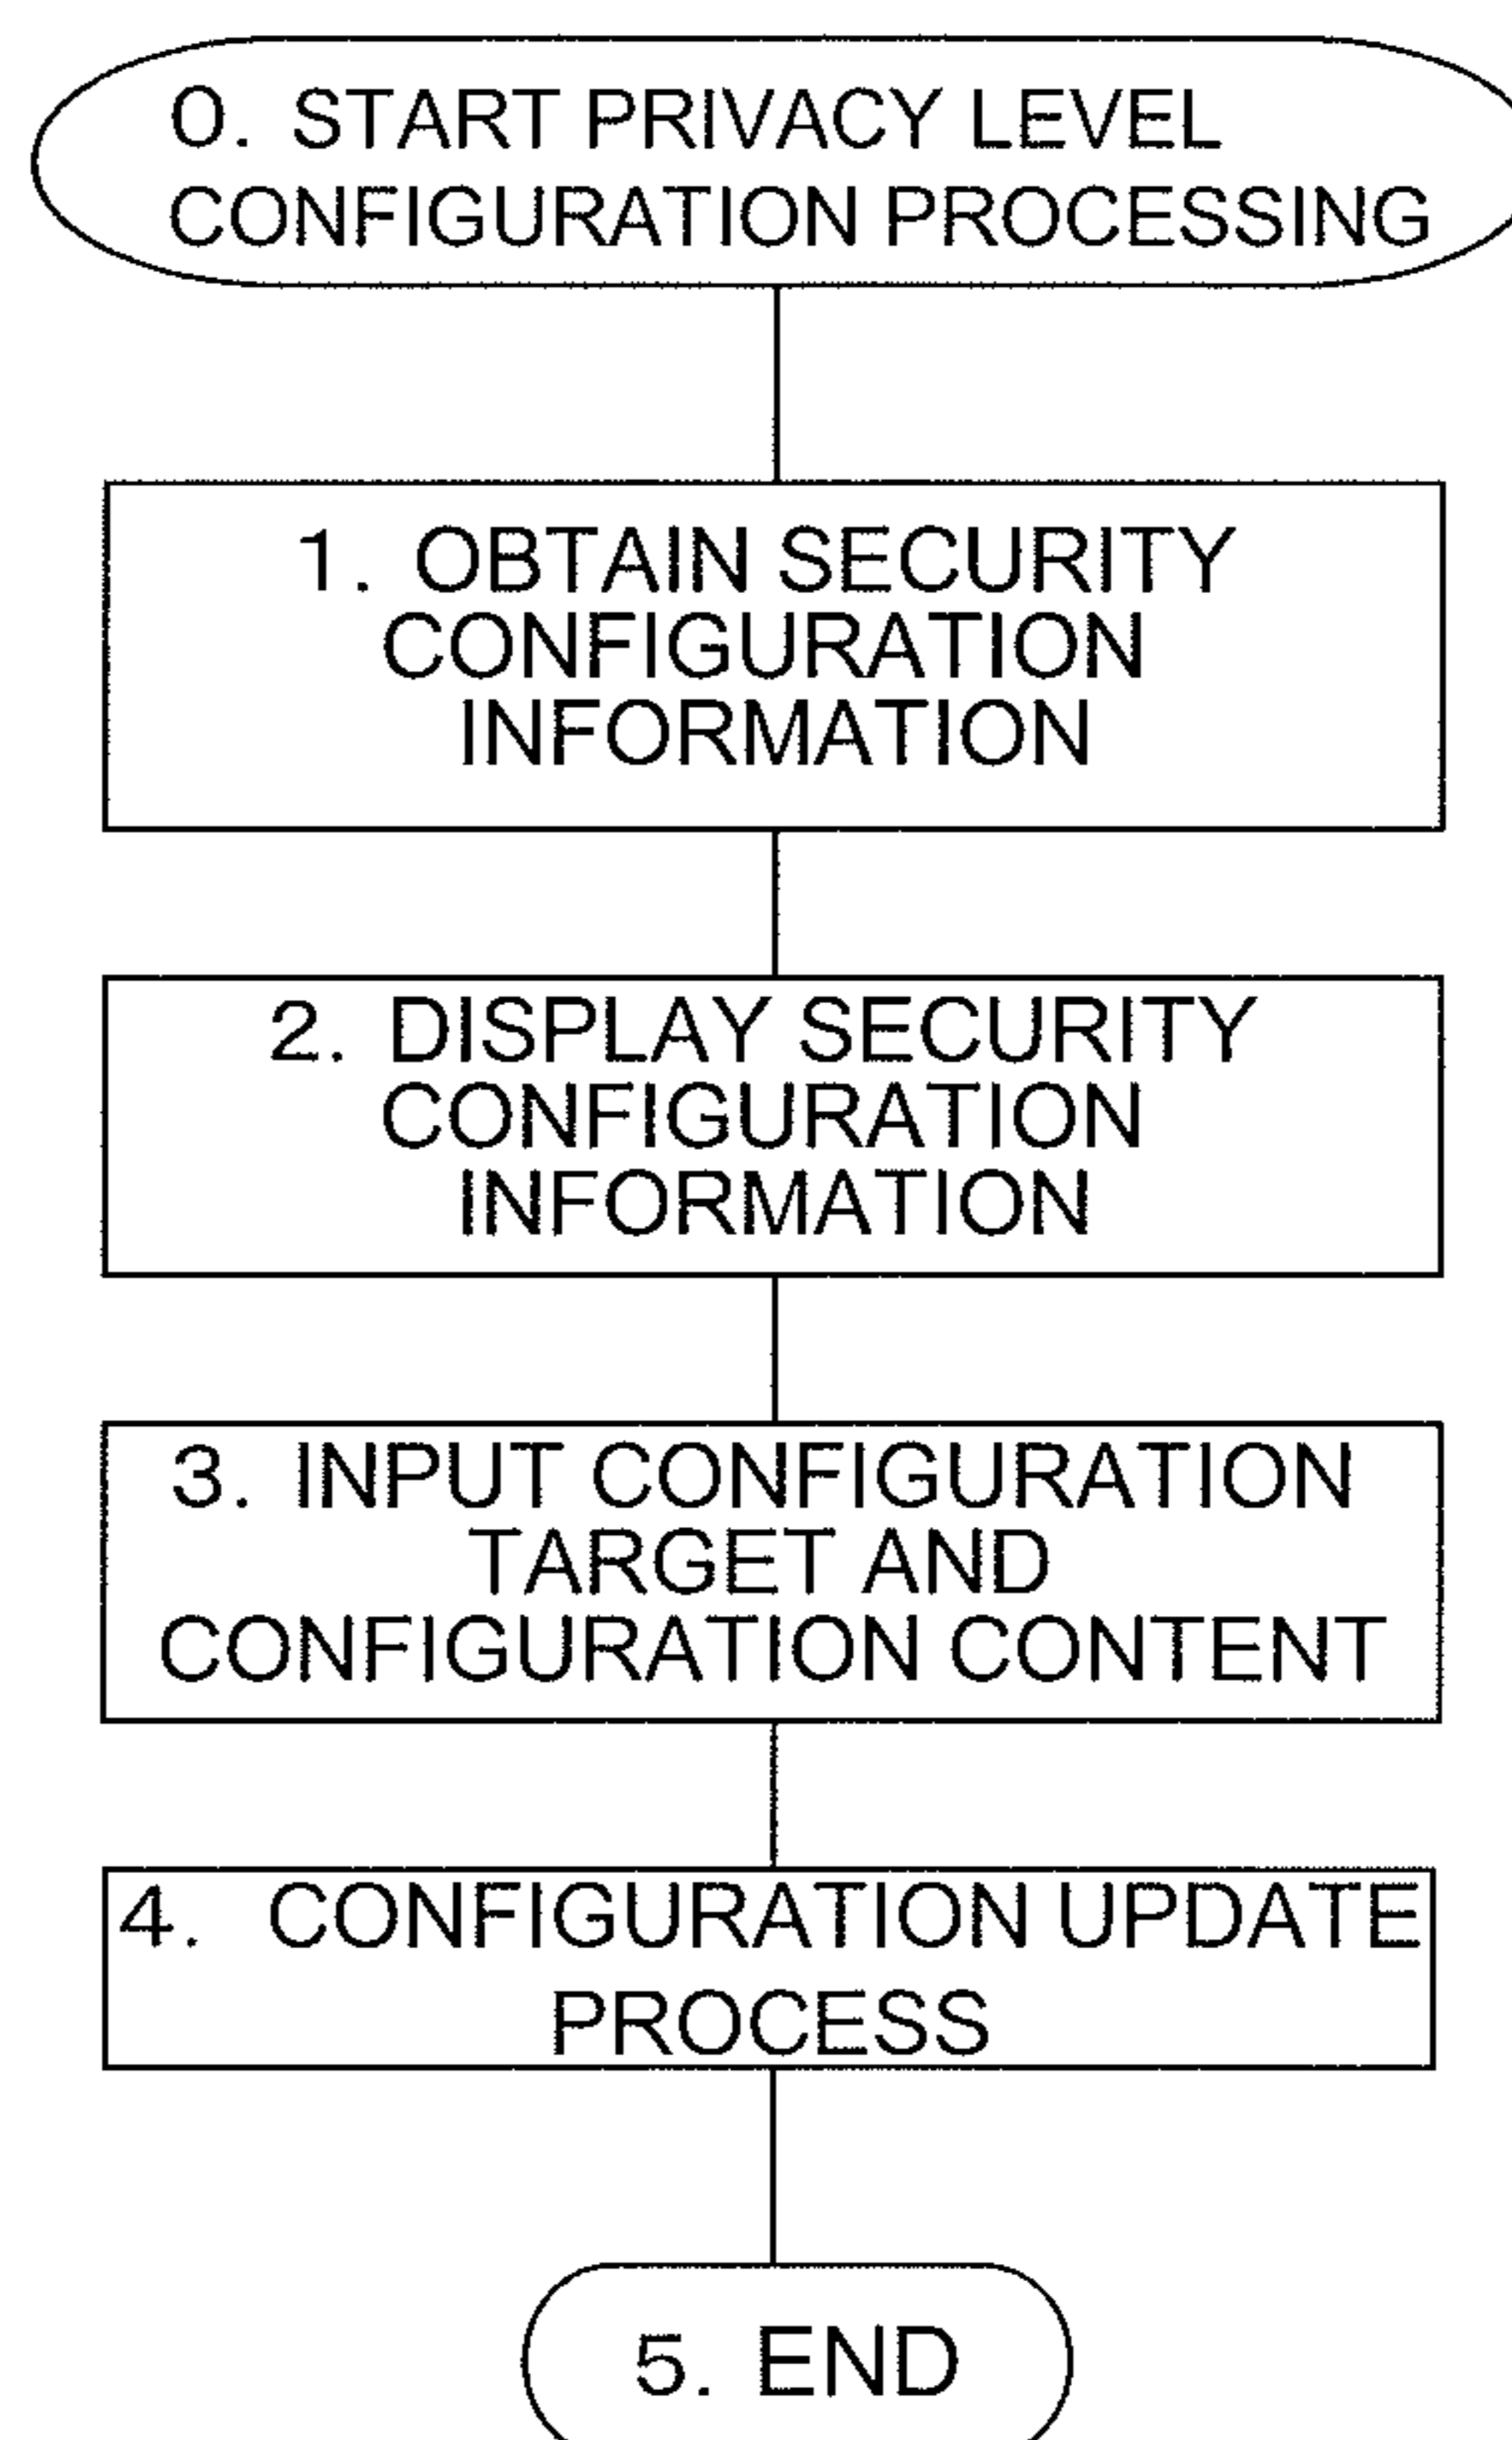 0. START PRIVACY LEVEL
CONFIGURATION PROCESSING
1. OBTAIN SECURITY
CONFIGURATION
INFORMATION
2. DISPLAY SECURITY
CONFIGURATION
INFORMATION
3. INPUT CONFIGURATION
TARGET AND
CONFIGURATION CONTENT
4. CONFIGURATION UPDATE
PROCESS
5. END